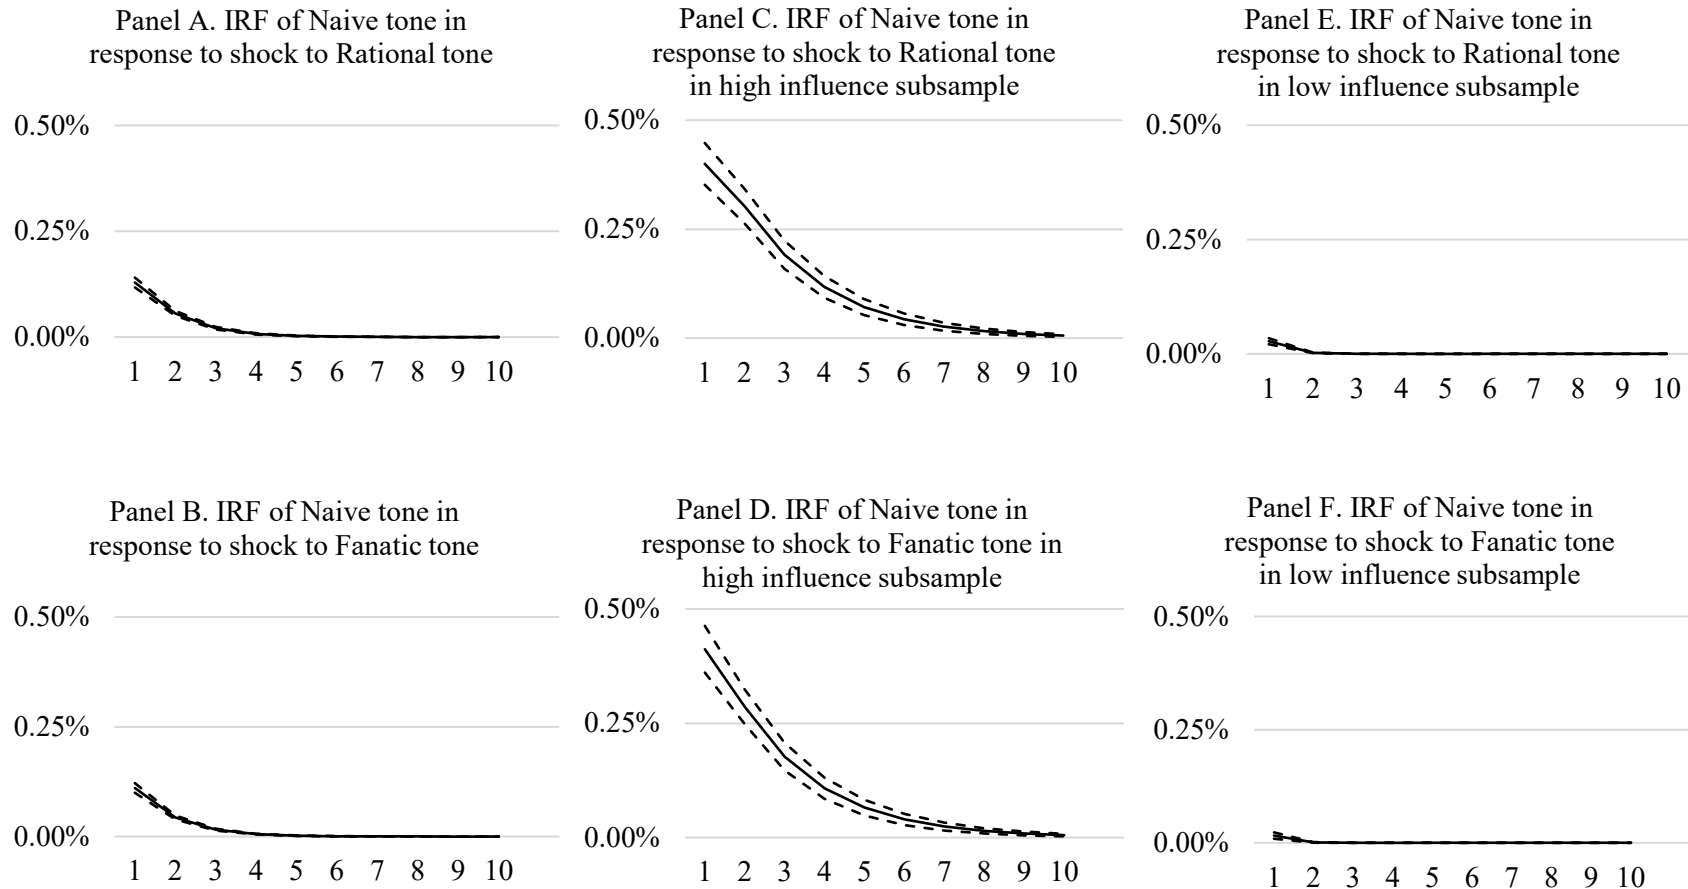 Panel A. IRF of Naive tone in
response to shock to Rational tone
0.50%
0.25%
0.00%
1 2 3 4 5 6 7 8 9 10
Panel C. IRF of Naive tone in
response to shock to Rational tone
in high influence subsample
0.50%
0.25%
0.00%
1 2 3 4 5 6 7 8 9 10
Panel E. IRF of Naive tone in
response to shock to Rational tone
in low influence subsample
0.50%
0.25%
0.00%
1 2 3 4 5 6 7 8 9 10
Panel B. IRF of Naive tone in
response to shock to Fanatic tone
0.50%
0.25%
0.00%
1 2 3 4 5 6 7 8 9 10
Panel D. IRF of Naive tone in
response to shock to Fanatic tone in
high influence subsample
0.50%
0.25%
0.00%
1 2 3 4 5 6 7 8 9 10
Panel F. IRF of Naive tone in
response to shock to Fanatic tone
in low influence subsample
0.50%
0.25%
0.00%
1 2 3 4 5 6 7 8 9 10